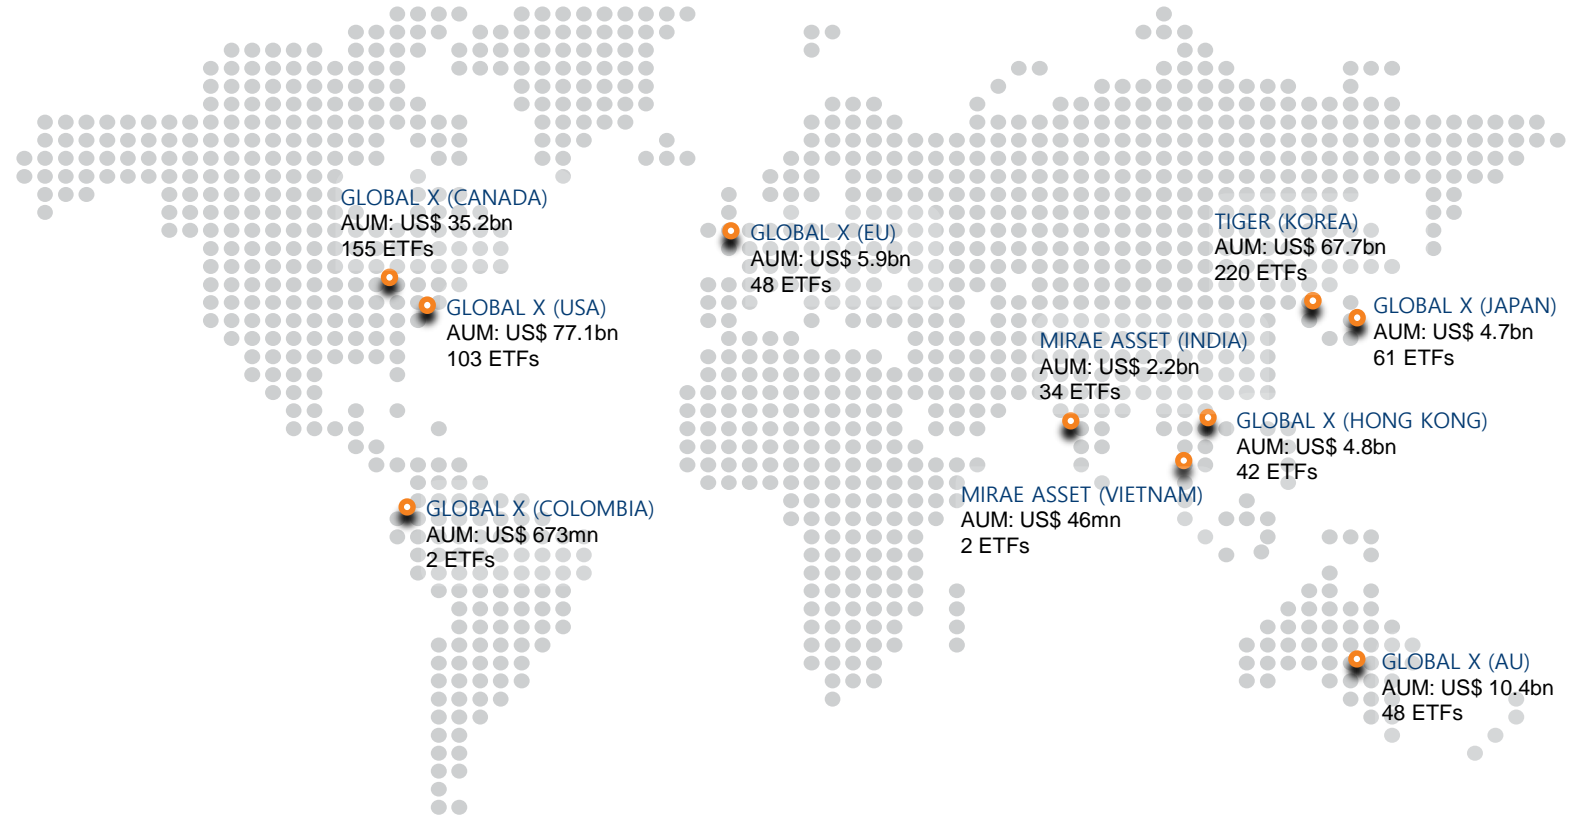 GLOBAL X (CANADA)
AUM: US$ 35.2bn
155 ETFs
GLOBAL X (USA)
AUM: US$ 77.1bn
103 ETFs
GLOBAL X (COLOMBIA)
AUM: US$ 673mn
2 ETFs
GLOBAL X (EU)
AUM: US$ 5.9bn
48 ETFs
TIGER (KOREA)
AUM: US$ 67.7bn
220 ETFs
GLOBAL X (JAPAN)
AUM: US$ 4.7bn
61 ETFs
MIRAE ASSET (INDIA)
AUM: US$ 2.2bn
34 ETFs
GLOBAL X (HONG KONG)
AUM: US$ 4.8bn
42 ETFs
MIRAE ASSET (VIETNAM)
AUM: US$ 46mn
2 ETFs
GLOBAL X (AU)
AUM: US$ 10.4bn
48 ETFs